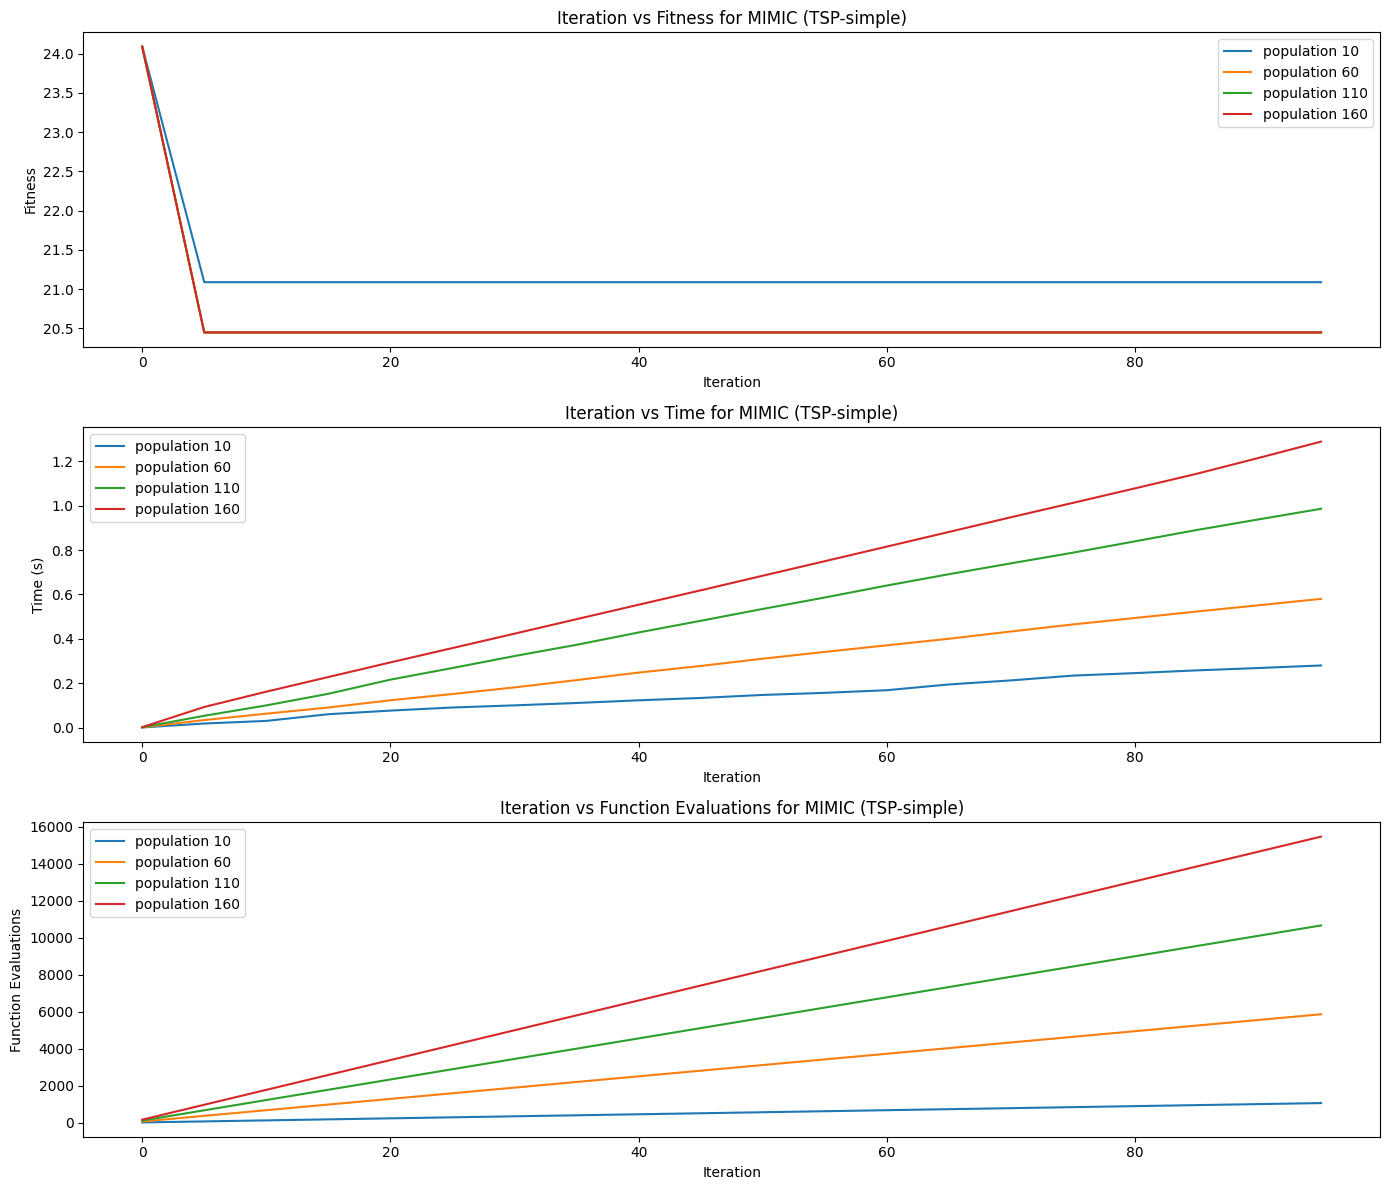 Iteration vs Fitness for MIMIC (TSP-simple)
24.0
23.5
23.0
22.5
22.0
21.5
21.0
20.5
Fitness
population 10
population 60
population 110
population 160
0 20 40 60 80
Iteration
Iteration vs Time for MIMIC (TSP-simple)
1.2
1.0
0.8
0.6
0.4
0.2
0.0
Time (s)
population 10
population 60
population 110
population 160
0 20 40 60 80
Iteration
Iteration vs Function Evaluations for MIMIC (TSP-simple)
16000
14000
12000
10000
8000
6000
4000
2000
0
Function Evaluations
population 10
population 60
population 110
population 160
0 20 40 60 80
Iteration